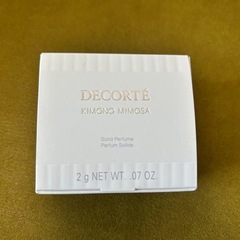 DECORTÉ
KIMONO MIMOSA
Solid Perfume
Parfum Solide
2 g NET WT. .07 OZ.